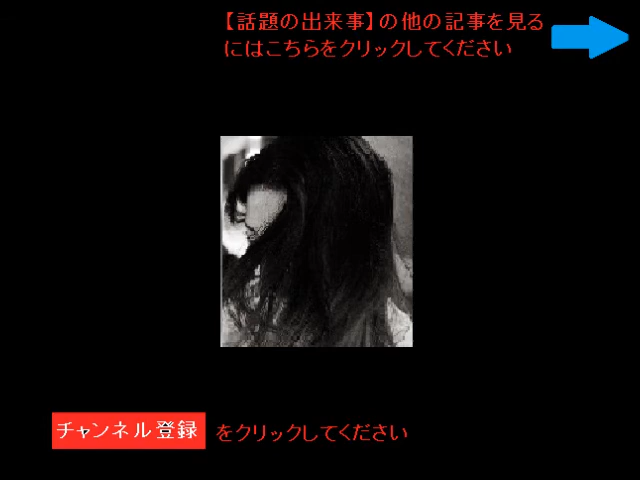 【話題の出来事】の他の記事を見る
にはこちらをクリックしてください
チャンネル登録 をクリックしてください